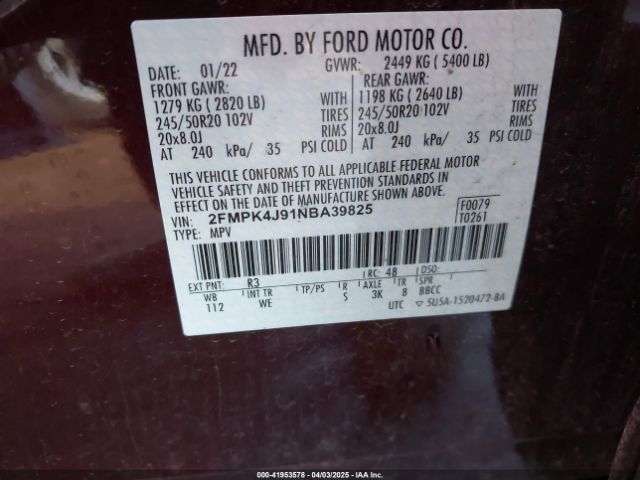 MFD. BY FORD MOTOR CO.
DATE: 01/22 GVWR: 2449 KG ( 5400 LB)
FRONT GAWR: REAR GAWR:
1279 KG ( 2820 LB) WITH 1198 KG ( 2640 LB) WITH
245/50R20 102V TIRES 245/50R20 102V TIRES
20x8.0J RIMS 20x8.0J RIMS
AT 240 kPa/ 35 PSI COLD AT 240 kPa/ 35 PSI COLD
THIS VEHICLE CONFORMS TO ALL APPLICABLE FEDERAL MOTOR
VEHICLE SAFETY AND THEFT PREVENTION STANDARDS IN
EFFECT ON THE DATE OF MANUFACTURE SHOWN ABOVE.
VIN: 2FMPK4J91NBA39825 F0079
TYPE: MPV T0261
EXT PNT: R3 RC: 48 DSO:
WB INT TR TP/PS R AXLE TR SPR
112 WE S 3K 8 BBCC
UTC ▽ 5U5A-1520472-BA
000-41953578 - 04/03/2025 - IAA Inc.